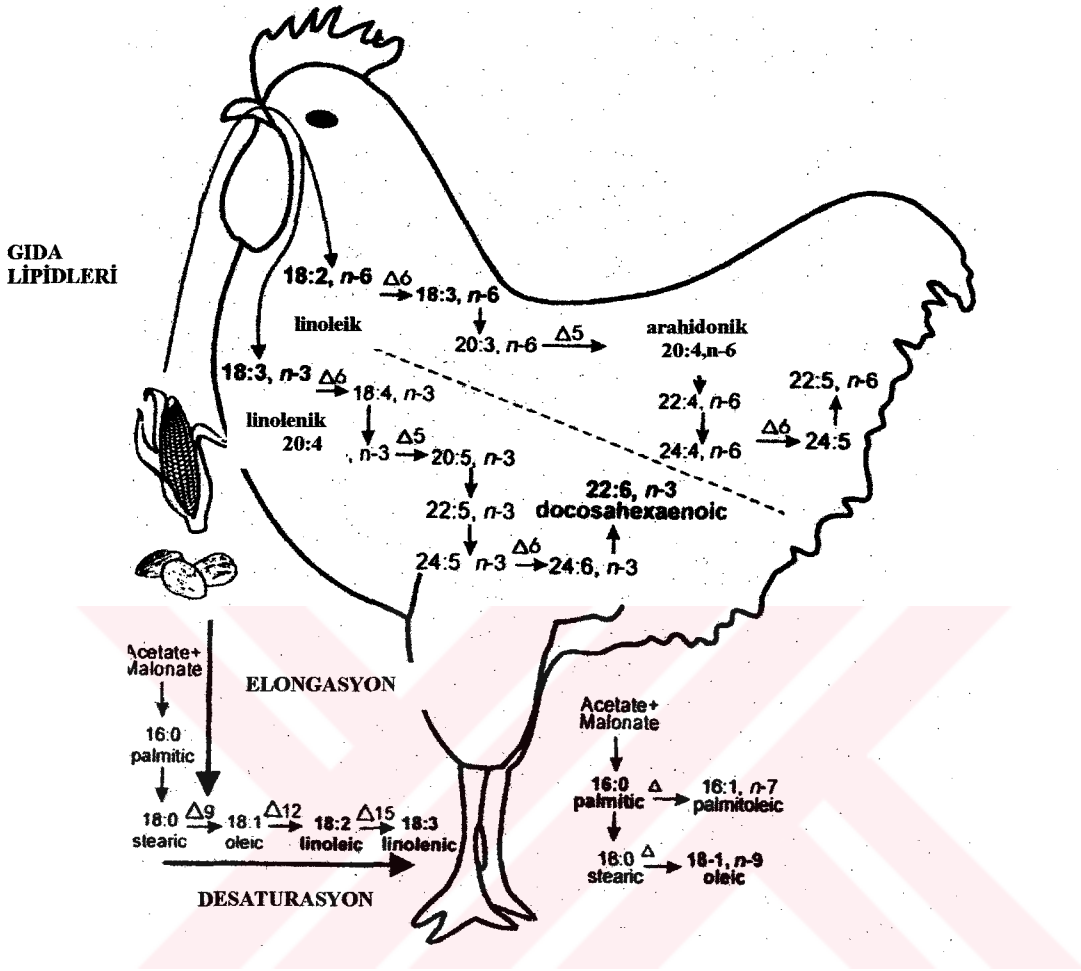 GIDA
LİPİDLERİ
18:2, n-6 Δ6 18:3, n-6
linoleik
20:3, n-6 Δ5
arahidonik
20:4,n-6
22:4, n-6
24:4, n-6 Δ6 24:5
22:5, n-6
18:3, n-3 Δ6 18:4, n-3
linolenik
20:4
, n-3 Δ5 20:5, n-3
22:5, n-3
24:5 n-3 Δ6 24:6, n-3
22:6, n-3
docosahexaenoic
Acetate+
Malonate
16:0
palmitic
ELONGASYON
18:0 Δ9 18:1 Δ12 18:2 Δ15 18:3
stearic oleic linoleic linolenic
DESATURASYON
Acetate+
Malonate
16:0 Δ 16:1, n-7
palmitic palmitoleic
18:0 Δ 18-1, n-9
stearic oleic